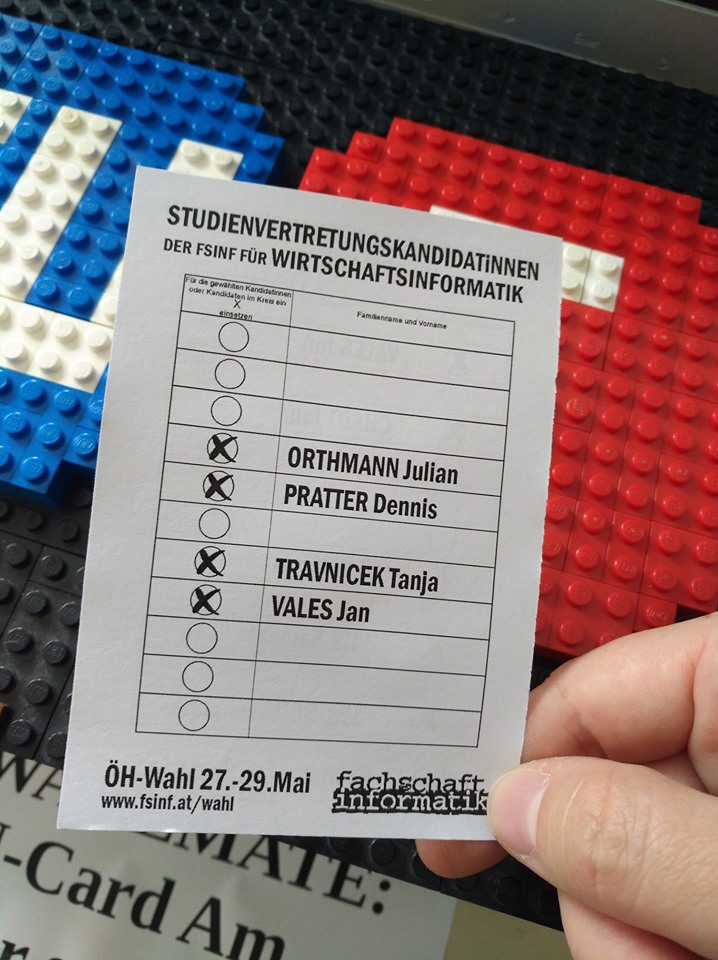 STUDIENVERTRETUNGSKANDIDATiNNEN
DER FSINF FÜR WIRTSCHAFTSINFORMATIK
Für die gewählten Kandidatinnen
oder Kandidaten im Kreis ein
X
einsetzen
Familienname und Vorname
ORTHMANN Julian
PRATTER Dennis
TRAVNICEK Tanja
VALES Jan
ÖH-Wahl 27.-29.Mai
www.fsinf.at/wahl
fachschaft
informatik
MATE:
-Card Am